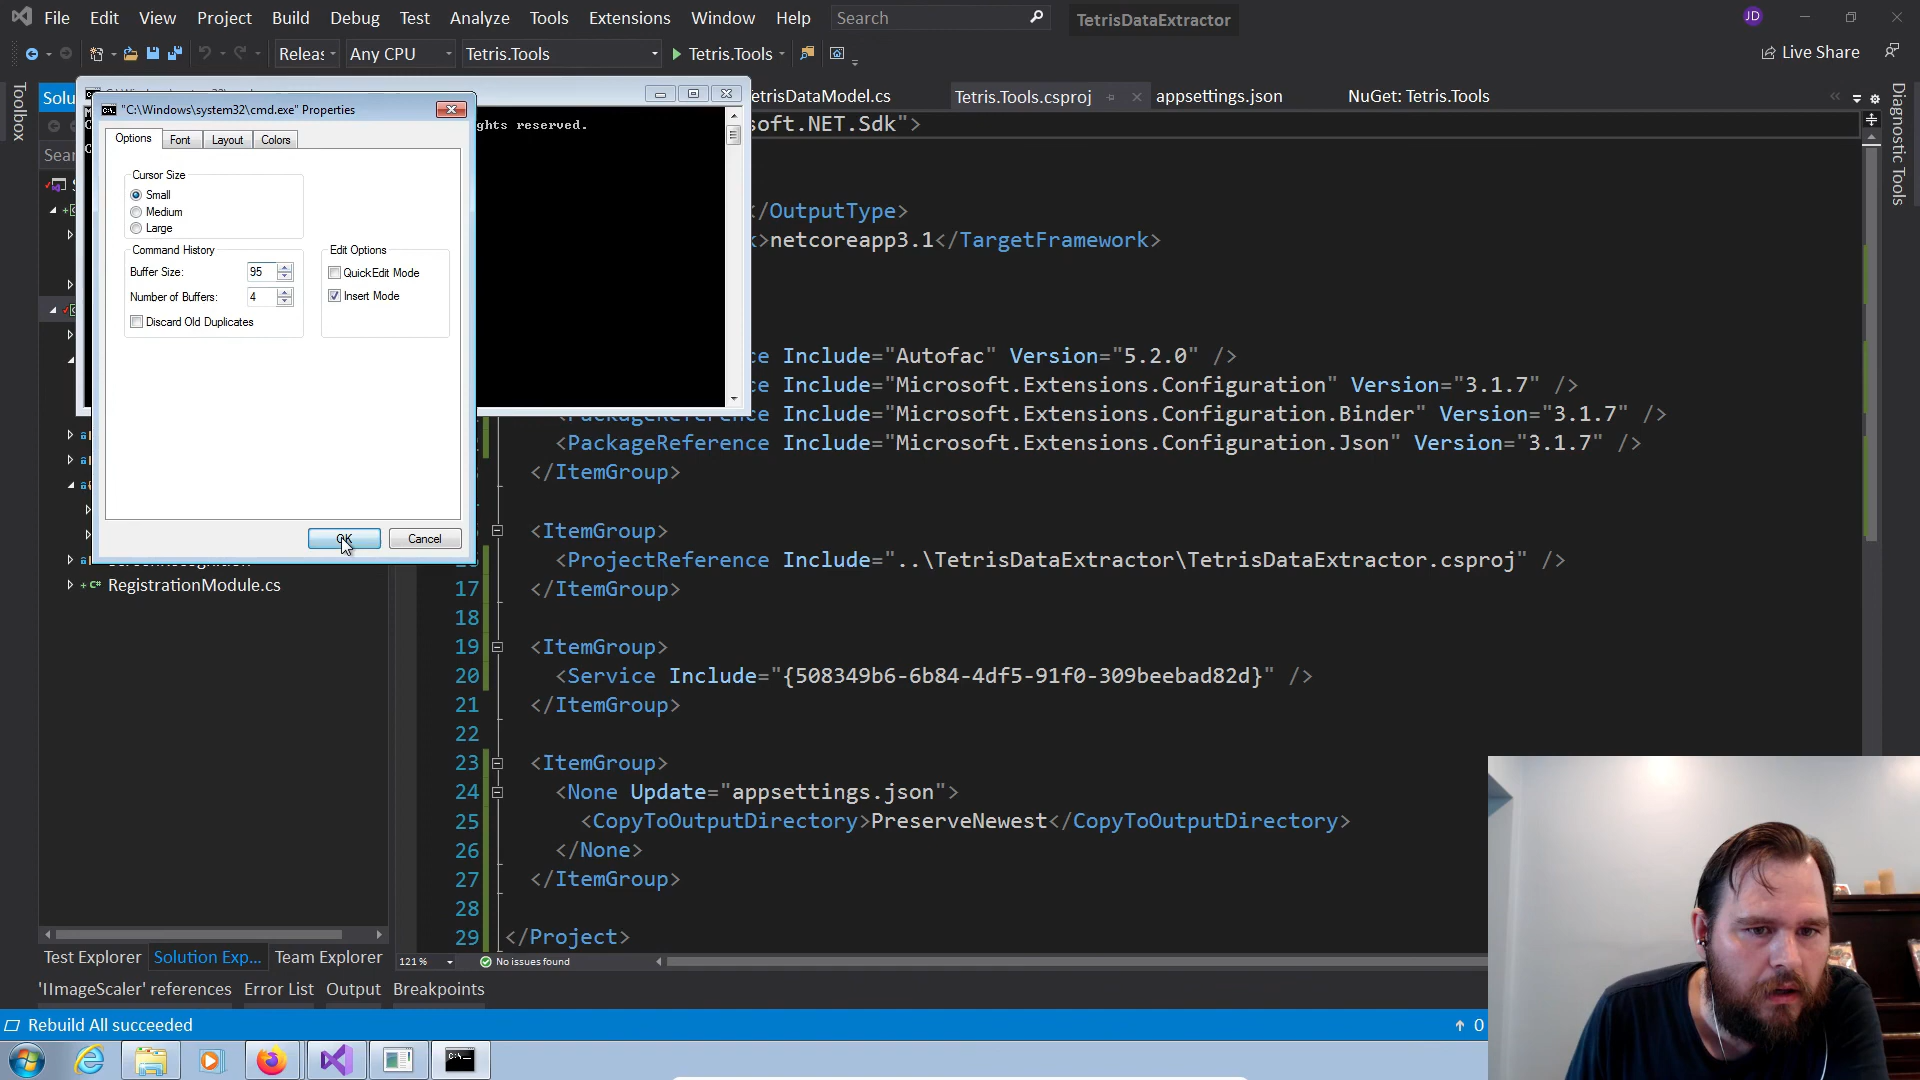 File Edit View Project Build Debug Test Analyze Tools Extensions Window Help Search TetrisDataExtractor JD
Releas Any CPU Tetris.Tools Tetris.Tools Live Share
Toolbox
Solu
etrisDataModel.cs Tetris.Tools.csproj appsettings.json NuGet: Tetris.Tools
Diagnostic Tools
"C:\Windows\system32\cmd.exe" Properties
Options Font Layout Colors
ghts reserved.
Sear
Cursor Size
Small
Medium
Large
Command History
Buffer Size: 95
Number of Buffers: 4
Discard Old Duplicates
Edit Options
QuickEdit Mode
Insert Mode
OK Cancel
RegistrationModule.cs
soft.NET.Sdk">
/OutputType>
>netcoreapp3.1</TargetFramework>
ce Include="Autofac" Version="5.2.0" />
ce Include="Microsoft.Extensions.Configuration" Version="3.1.7" />
<PackageReference Include="Microsoft.Extensions.Configuration.Binder" Version="3.1.7" />
<PackageReference Include="Microsoft.Extensions.Configuration.Json" Version="3.1.7" />
</ItemGroup>
<ItemGroup>
<ProjectReference Include="..\TetrisDataExtractor\TetrisDataExtractor.csproj" />
17 </ItemGroup>
18
19 <ItemGroup>
20 <Service Include="{508349b6-6b84-4df5-91f0-309beebad82d}" />
21 </ItemGroup>
22
23 <ItemGroup>
24 <None Update="appsettings.json">
25 <CopyToOutputDirectory>PreserveNewest</CopyToOutputDirectory>
26 </None>
27 </ItemGroup>
28
29 </Project>
Test Explorer Solution Exp... Team Explorer 121 % No issues found
'IImageScaler' references Error List Output Breakpoints
Rebuild All succeeded 0